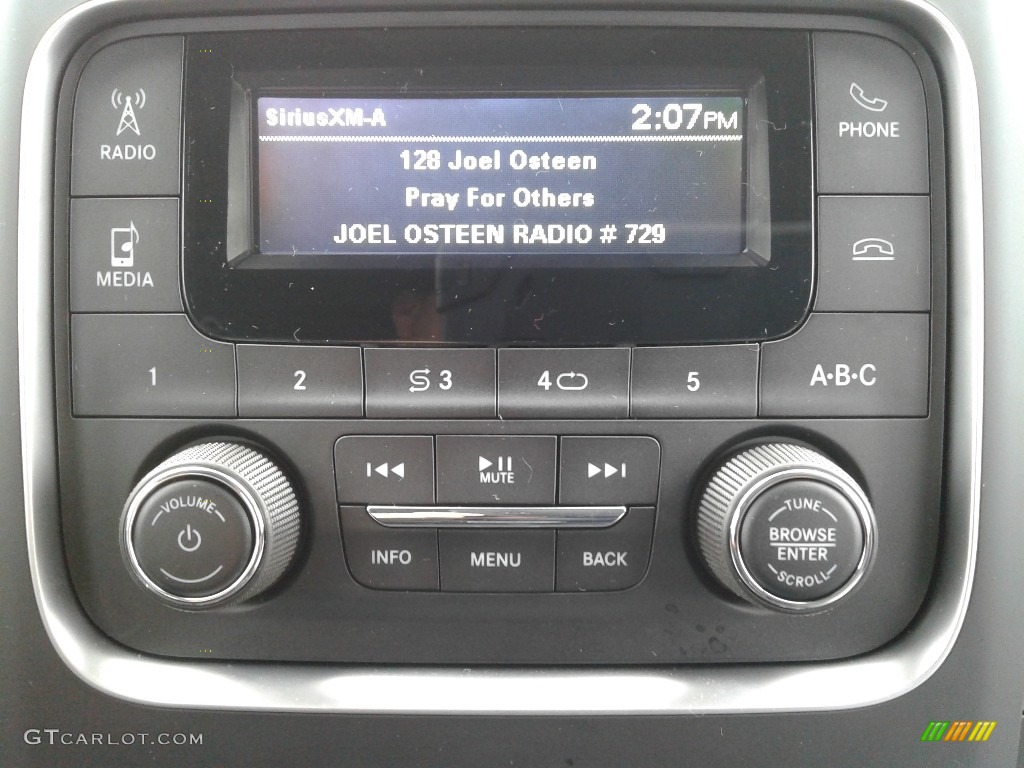 RADIO
MEDIA
SiriusXM-A 2:07PM
128 Joel Osteen
Pray For Others
JOEL OSTEEN RADIO # 729
PHONE
1 2 3 4 5 A•B•C
VOLUME
MUTE
INFO MENU BACK
TUNE
BROWSE
ENTER
SCROLL
GTCARLOT.COM